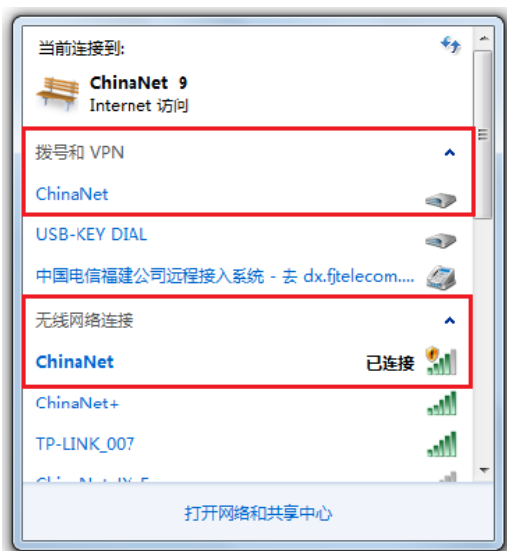 当前连接到:
ChinaNet 9
Internet 访问
拨号和 VPN
ChinaNet
USB-KEY DIAL
中国电信福建公司远程接入系统 - 去 dx.fjtelecom....
无线网络连接
ChinaNet 已连接
ChinaNet+
TP-LINK_007
打开网络和共享中心